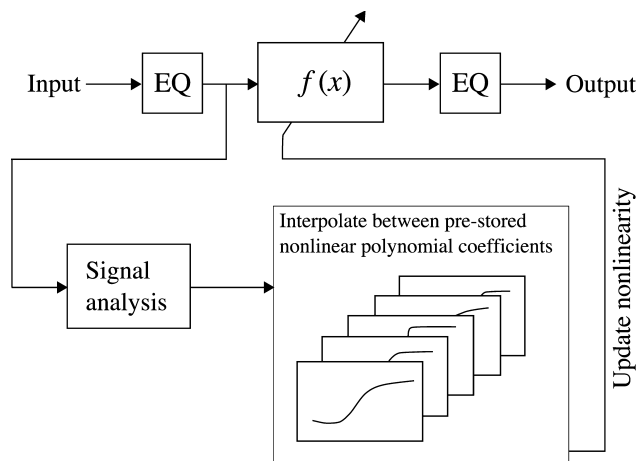 Input
EQ
f(x)
EQ
Output
Signal
analysis
Interpolate between pre-stored
nonlinear polynomial coefficients
Update nonlinearity